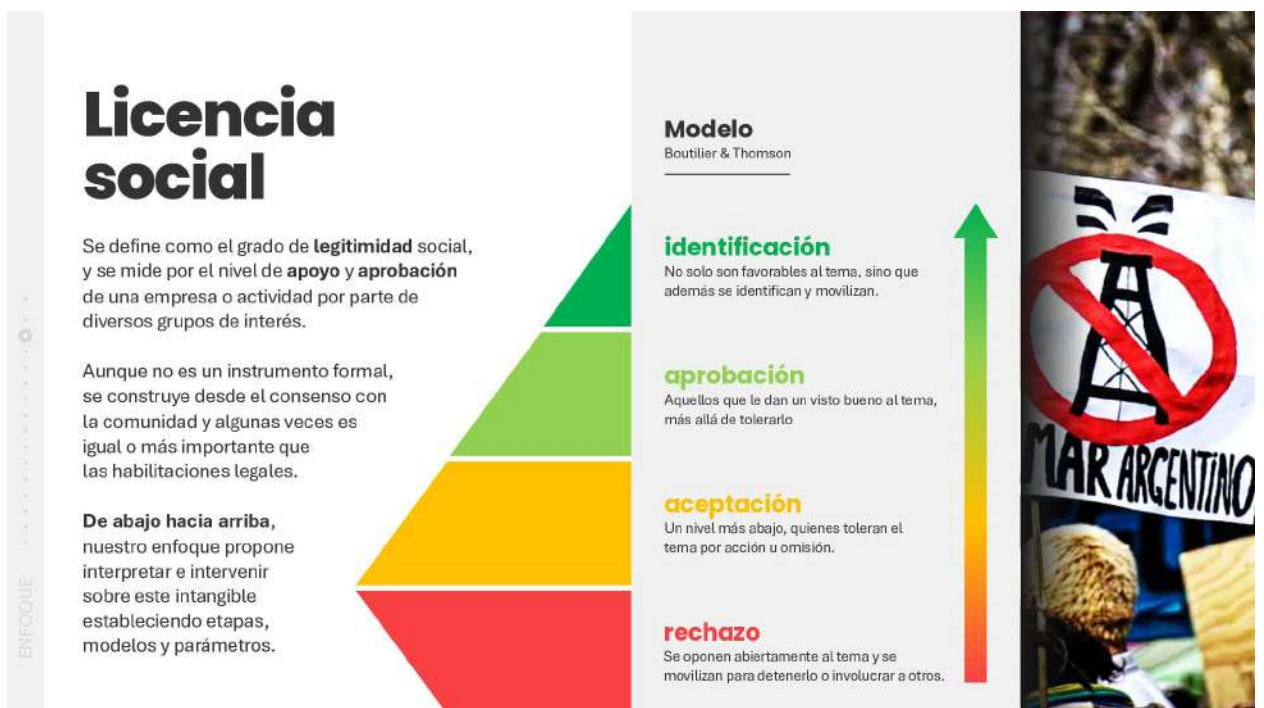 Licencia
social
Se define como el grado de legitimidad social,
y se mide por el nivel de apoyo y aprobación
de una empresa o actividad por parte de
diversos grupos de interés.
Aunque no es un instrumento formal,
se construye desde el consenso con
la comunidad y algunas veces es
igual o más importante que
las habilitaciones legales.
De abajo hacia arriba,
nuestro enfoque propone
interpretar e intervenir
sobre este intangible
estableciendo etapas,
modelos y parámetros.
ENFOQUE
Modelo
Boutilier & Thomson
identificación
No solo son favorables al tema, sino que
además se identifican y movilizan.
aprobación
Aquellos que le dan un visto bueno al tema,
más allá de tolerarlo
aceptación
Un nivel más abajo, quienes toleran el
tema por acción u omisión.
rechazo
Se oponen abiertamente al tema y se
movilizan para detenerlo o involucrar a otros.
MAR ARGENTINO